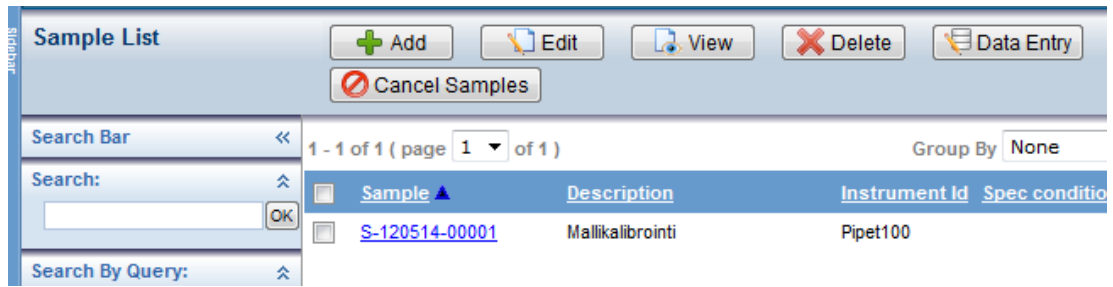 Sidebar
Sample List
Add Edit View Delete Data Entry
Cancel Samples
Search Bar
1 - 1 of 1 ( page 1 of 1 )
Group By None
Search:
OK
Sample Description Instrument Id Spec conditio
S-120514-00001 Mallikalibrointi Pipet100
Search By Query: